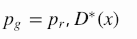 p_g = p_r, D*(x)